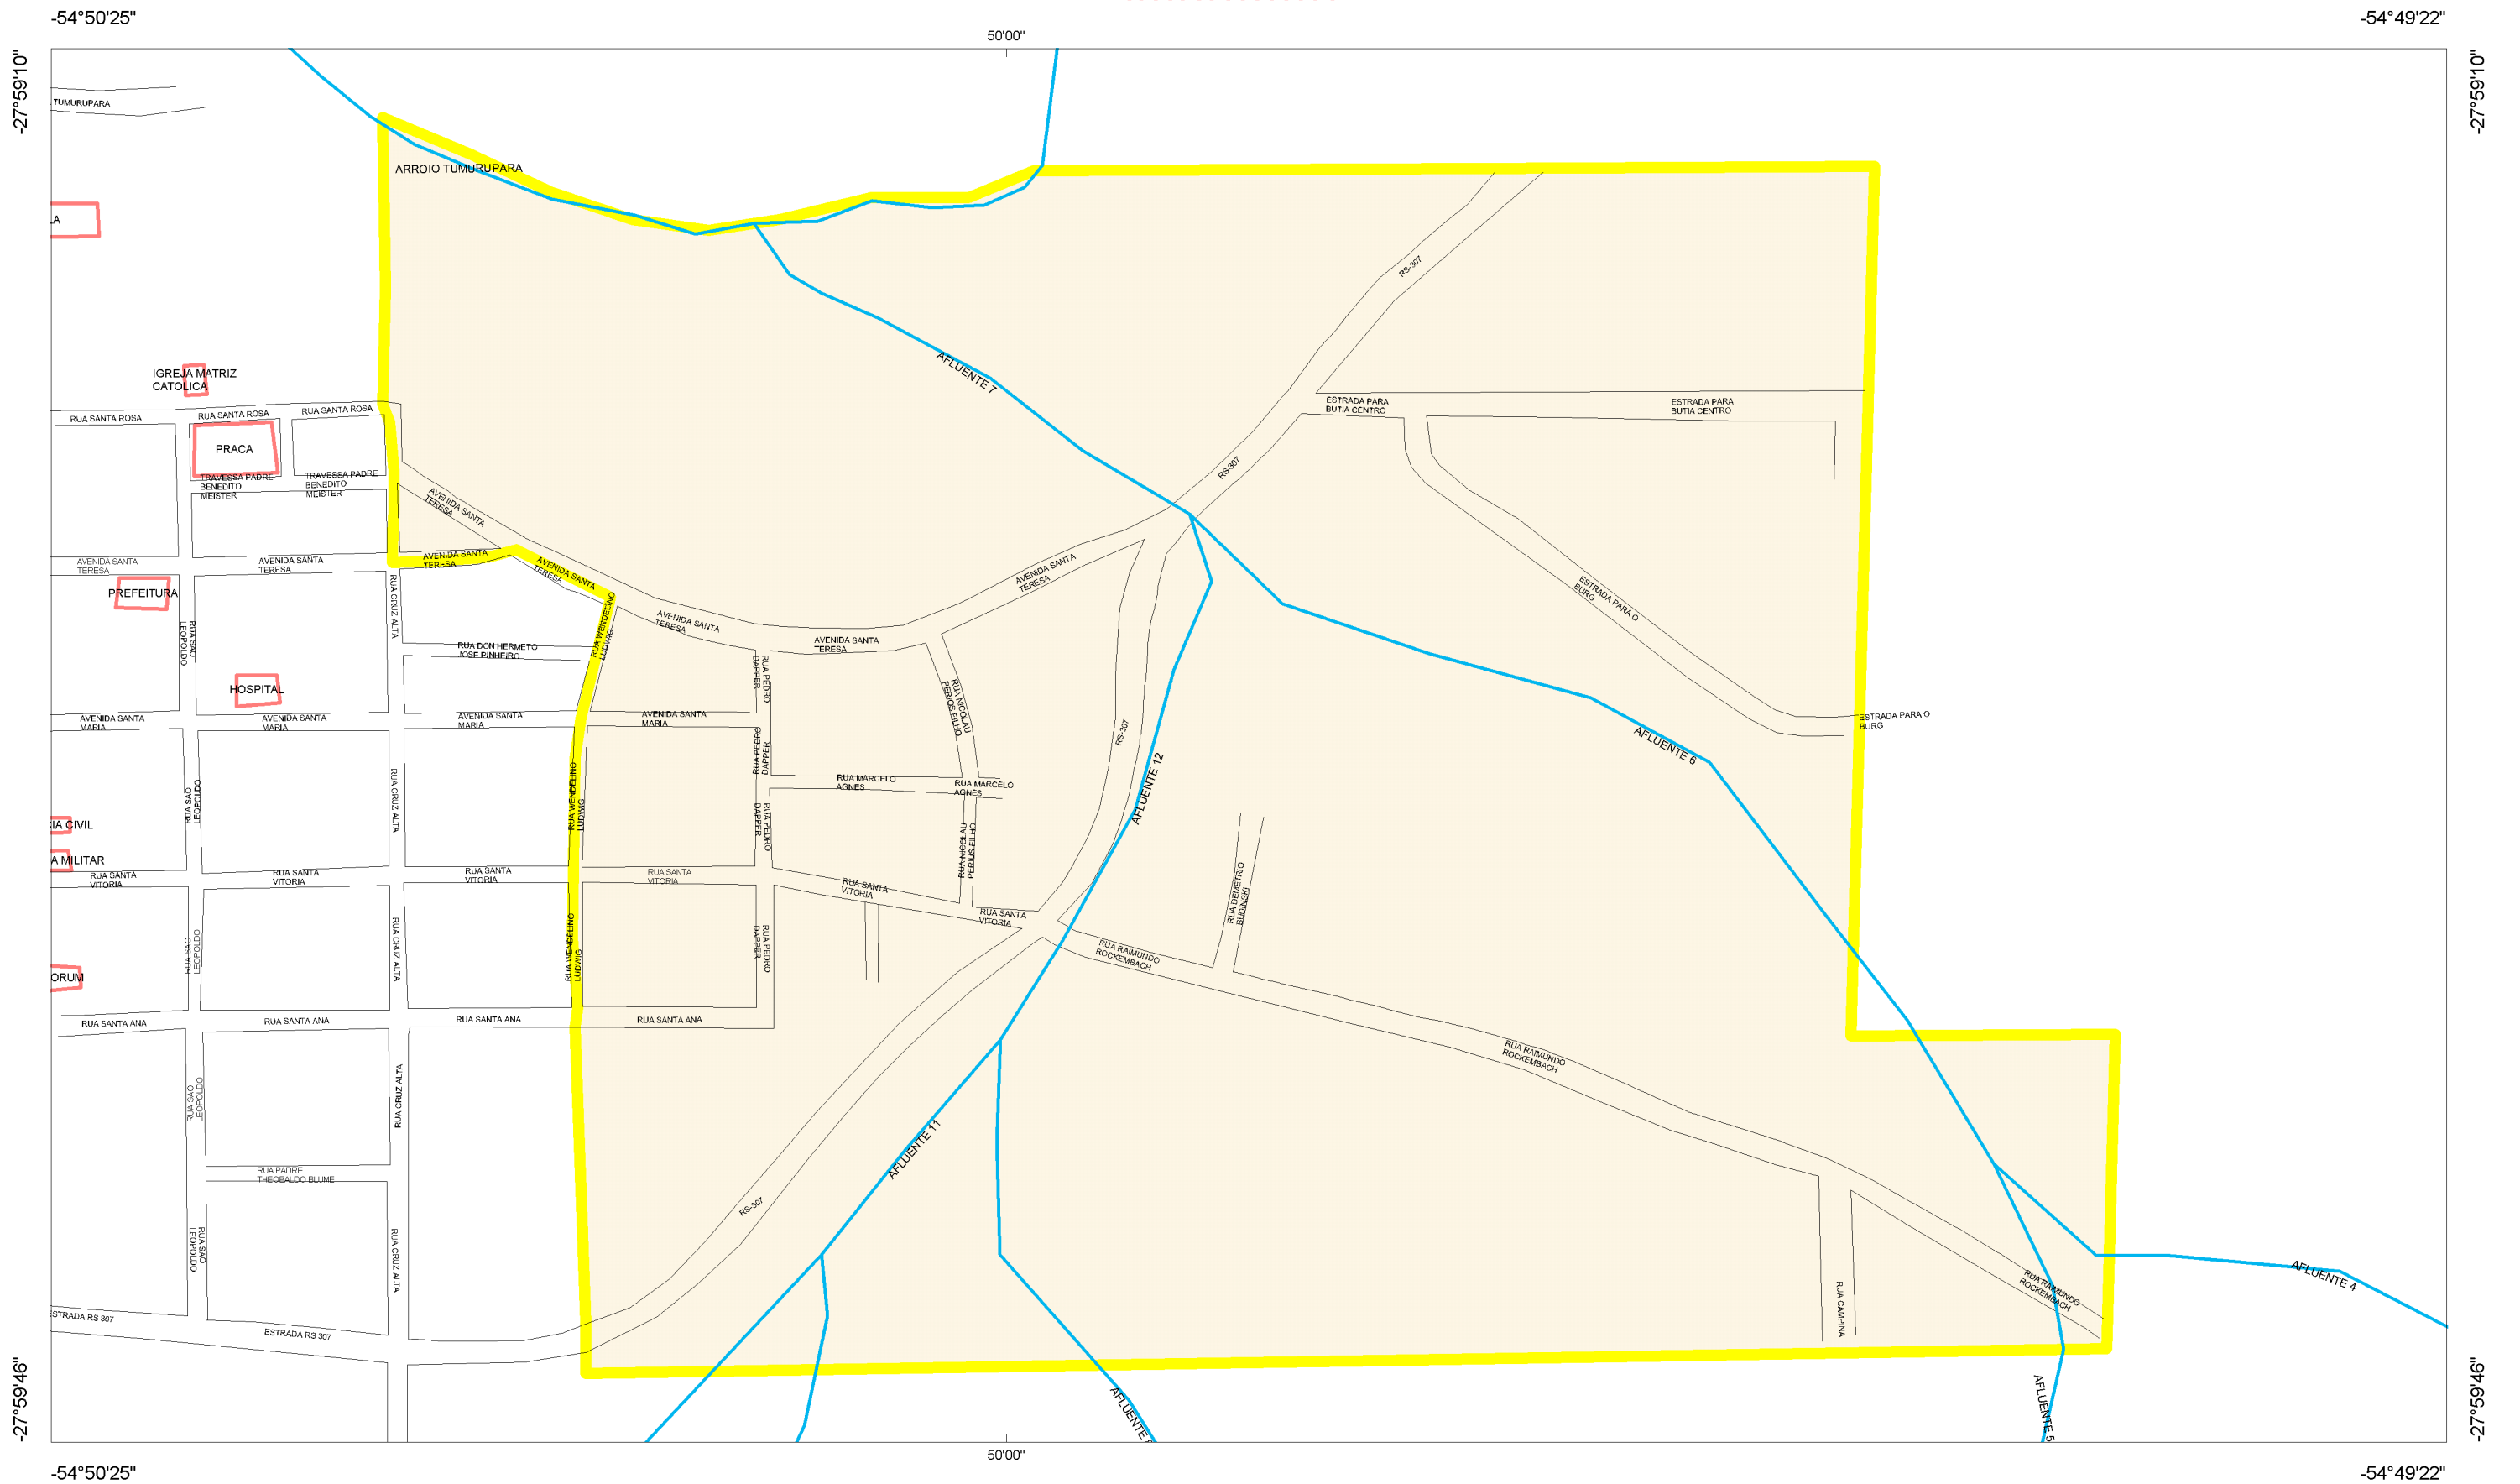 -54°50'25"
-54°49'22"
50'00"
-27°59'10"
-27°59'10"
TUMURUPARA
ARROIO TUMURUPARA
LA
RS-307
IGREJA MATRIZ
CATOLICA
AFLUENTE 7
RUA SANTA ROSA
RUA SANTA ROSA
RUA SANTA ROSA
ESTRADA PARA
BUTIA CENTRO
ESTRADA PARA
BUTIA CENTRO
PRACA
TRAVESSA PADRE
BENEDITO
MEISTER
TRAVESSA PADRE
BENEDITO
MEISTER
RS-307
AVENIDA SANTA
TERESA
AVENIDA SANTA
TERESA
AVENIDA SANTA
TERESA
AVENIDA SANTA
TERESA
AVENIDA SANTA
TERESA
AVENIDA SANTA
TERESA
PREFEITURA
RUA CRUZ ALTA
RUA WENDELINO
LUDWIG
AVENIDA SANTA
TERESA
AVENIDA SANTA
TERESA
ESTRADA PARA O
BURG
RUA SAO
LEOPOLDO
RUA DON HERMETO
JOSE PINHEIRO
RUA PEDRO
DAPPER
HOSPITAL
RUA NICOLAU
PERIOS FILHO
AVENIDA SANTA
MARIA
AVENIDA SANTA
MARIA
AVENIDA SANTA
MARIA
AVENIDA SANTA
MARIA
RS-307
ESTRADA PARA O
BURG
AFLUENTE 6
RUA PEDRO
DAPPER
RUA MARCELO
AGNES
RUA MARCELO
AGNES
AFLUENTE 12
RUA SAO
LEOPOLDO
RUA CRUZ ALTA
RUA WENDELINO
LUDWIG
RUA PEDRO
DAPPER
CIA CIVIL
A MILITAR
RUA NICOLAU
PERIUS FILHO
RUA SANTA
VITORIA
RUA SANTA
VITORIA
RUA SANTA
VITORIA
RUA SANTA
VITORIA
RUA SANTA
VITORIA
RUA SANTA
VITORIA
RUA DEMETRIO
BUDINSKI
RUA SAO
LEOPOLDO
RUA CRUZ ALTA
RUA WENDELINO
LUDWIG
RUA PEDRO
DAPPER
RUA RAIMUNDO
ROCKEMBACH
ORUM
RUA SANTA ANA
RUA SANTA ANA
RUA SANTA ANA
RUA SANTA ANA
RUA RAIMUNDO
ROCKEMBACH
RUA SAO
LEOPOLDO
RUA CRUZ ALTA
AFLUENTE 11
RUA PADRE
THEOBALDO BLUME
RS-307
RUA SAO
LEOPOLDO
RUA CRUZ ALTA
RUA CAMPINA
RUA RAIMUNDO
ROCKEMBACH
AFLUENTE 4
ESTRADA RS 307
ESTRADA RS 307
AFLUENTE
AFLUENTE 5
-27°59'46"
-27°59'46"
50'00"
-54°50'25"
-54°49'22"